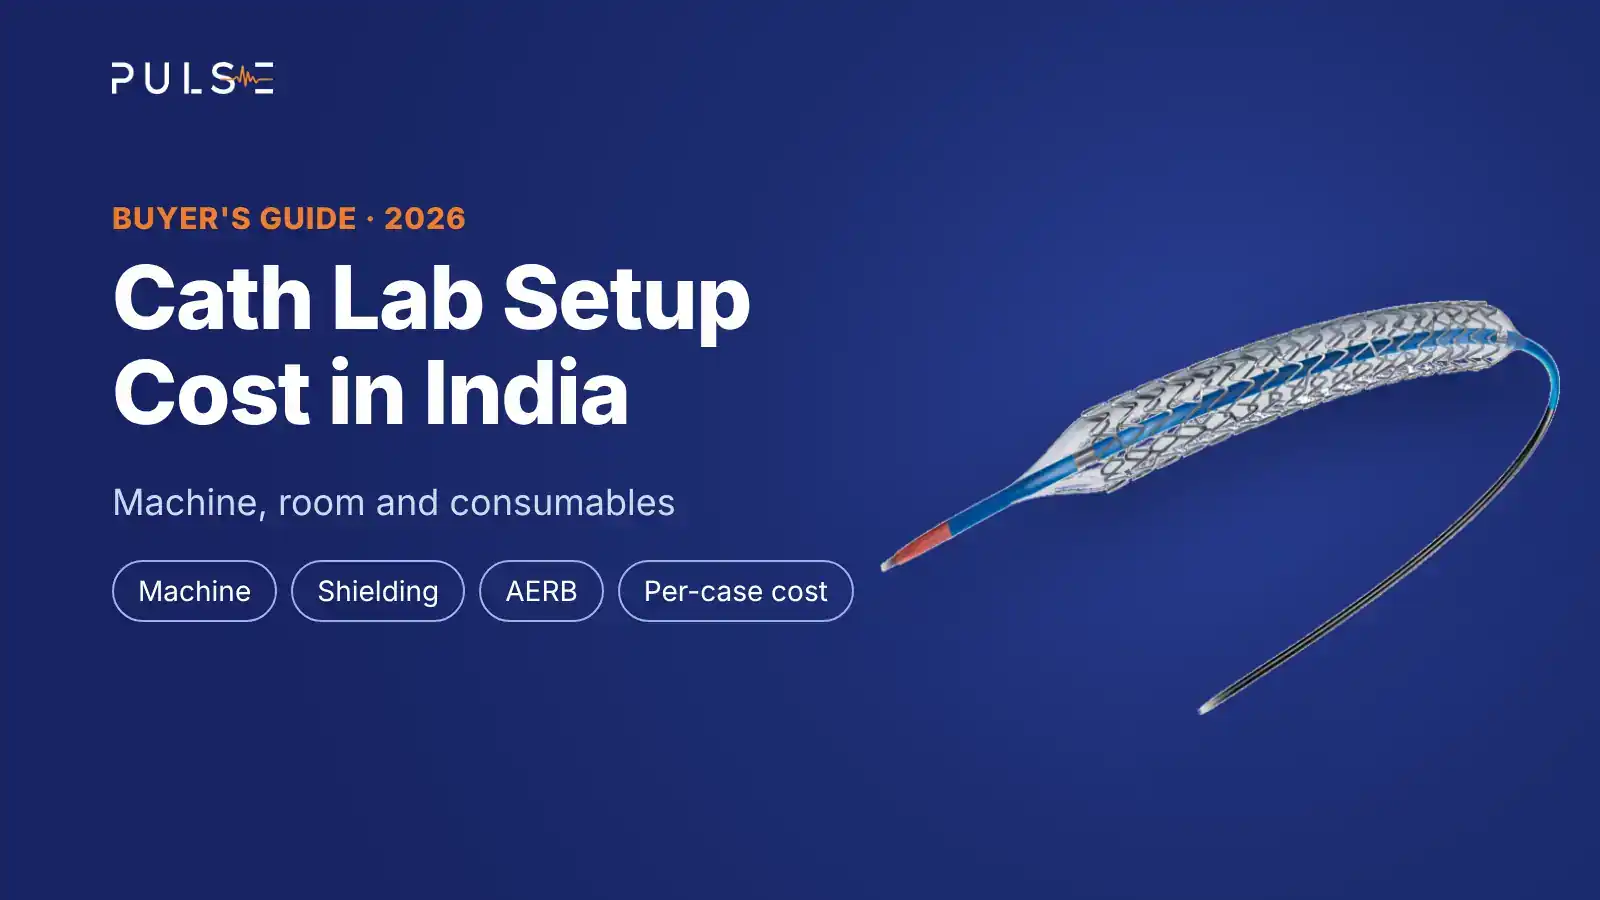 PULSE
BUYER'S GUIDE · 2026
Cath Lab Setup
Cost in India
Machine, room and consumables
Machine
Shielding
AERB
Per-case cost